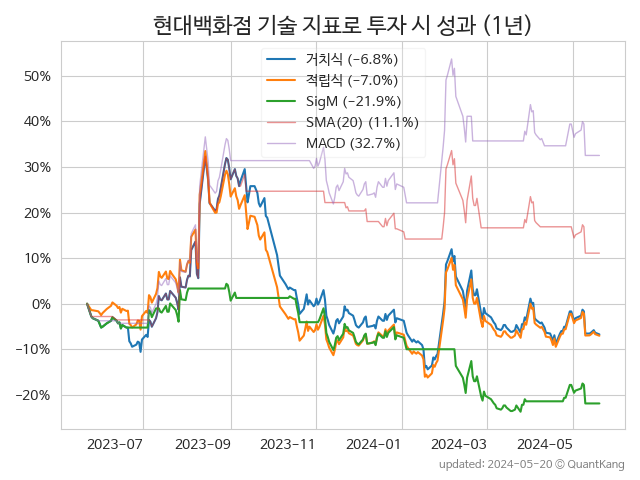 현대백화점 기술 지표로 투자 시 성과 (1년)
거치식 (−6.8%)
적립식 (−7.0%)
SigM (−21.9%)
SMA(20) (11.1%)
MACD (32.7%)
50%
40%
30%
20%
10%
0%
−10%
−20%
2023−07
2023−09
2023−11
2024−01
2024−03
2024−05
updated: 2024−05−20 © QuantKang